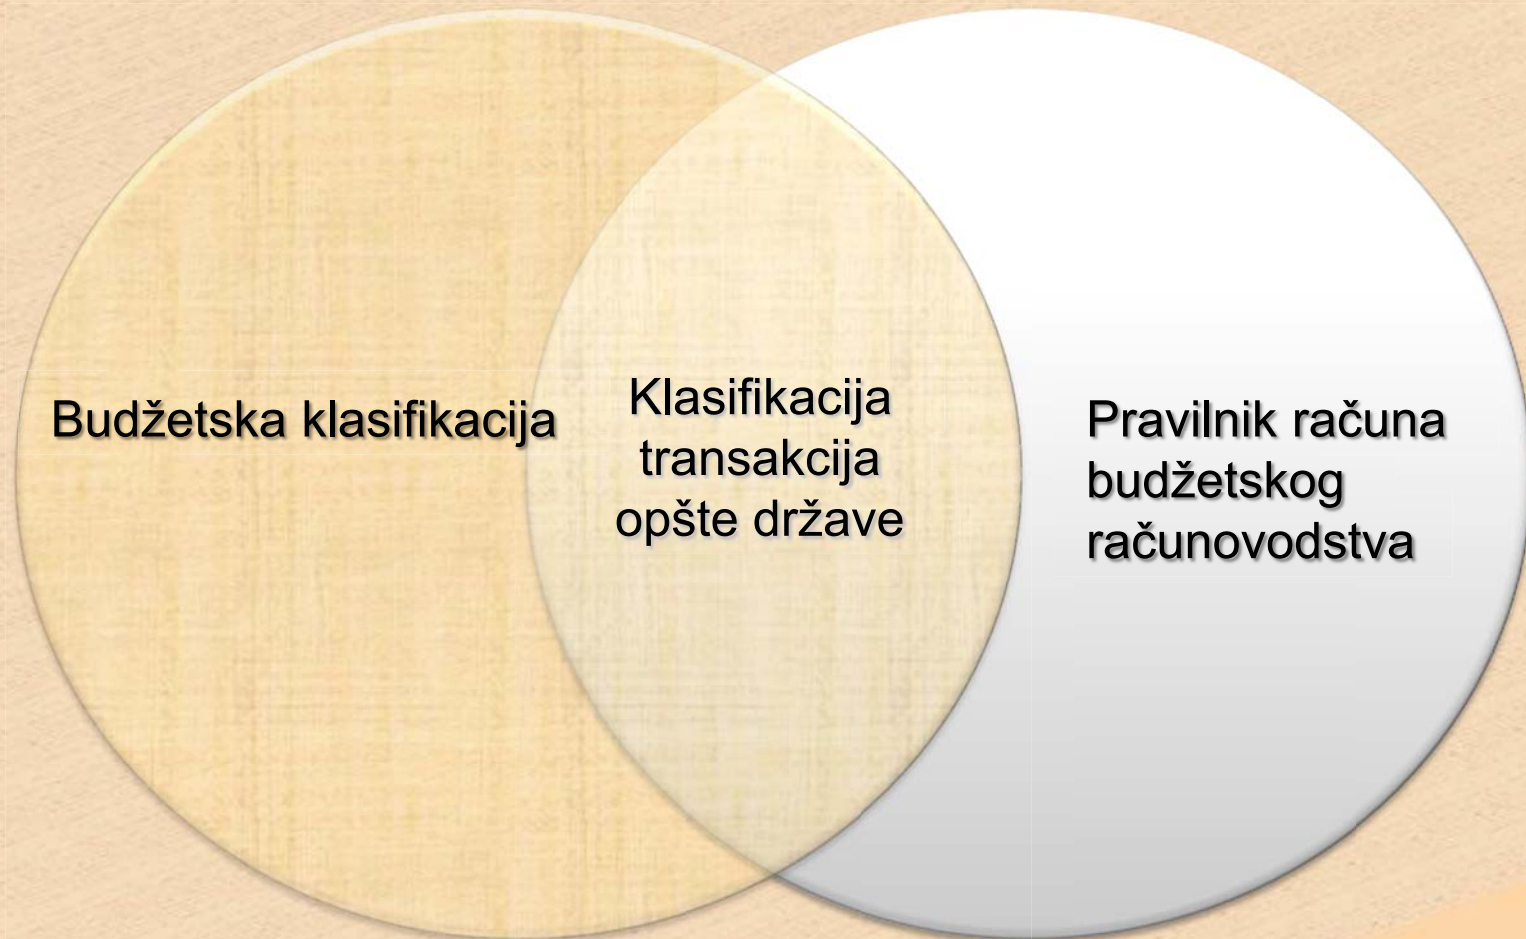 Budžetska klasifikacija
Klasifikacija
transakcija
opšte države
Pravilnik računa
budžetskog
računovodstva